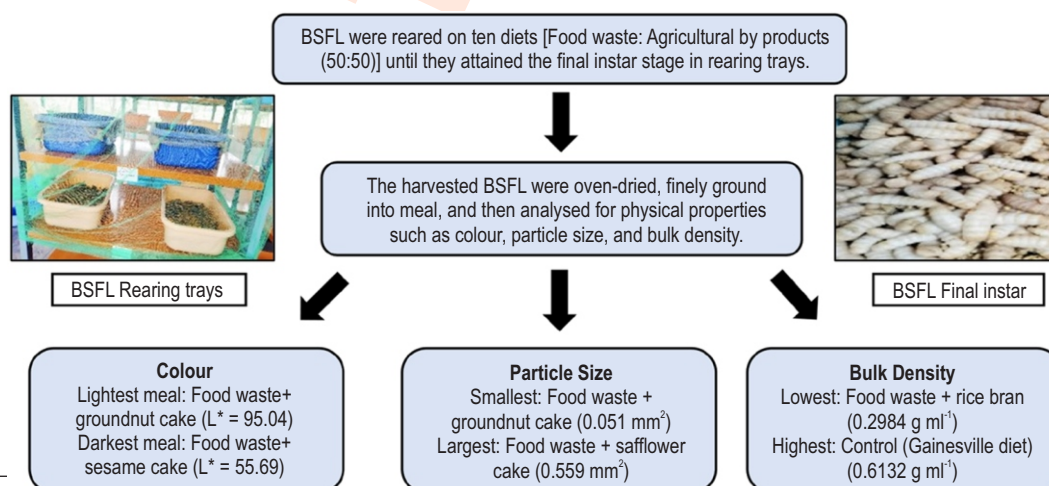 BSFL were reared on ten diets [Food waste: Agricultural by products
(50:50)] until they attained the final instar stage in rearing trays.
The harvested BSFL were oven-dried, finely ground
into meal, and then analysed for physical properties
such as colour, particle size, and bulk density.
BSFL Rearing trays
BSFL Final instar
Colour
Lightest meal: Food waste+
groundnut cake (L* = 95.04)
Darkest meal: Food waste+
sesame cake (L* = 55.69)
Particle Size
Smallest: Food waste +
groundnut cake (0.051 mm²)
Largest: Food waste + safflower
cake (0.559 mm²)
Bulk Density
Lowest: Food waste + rice bran
(0.2984 g ml⁻¹)
Highest: Control (Gainesville diet)
(0.6132 g ml⁻¹)